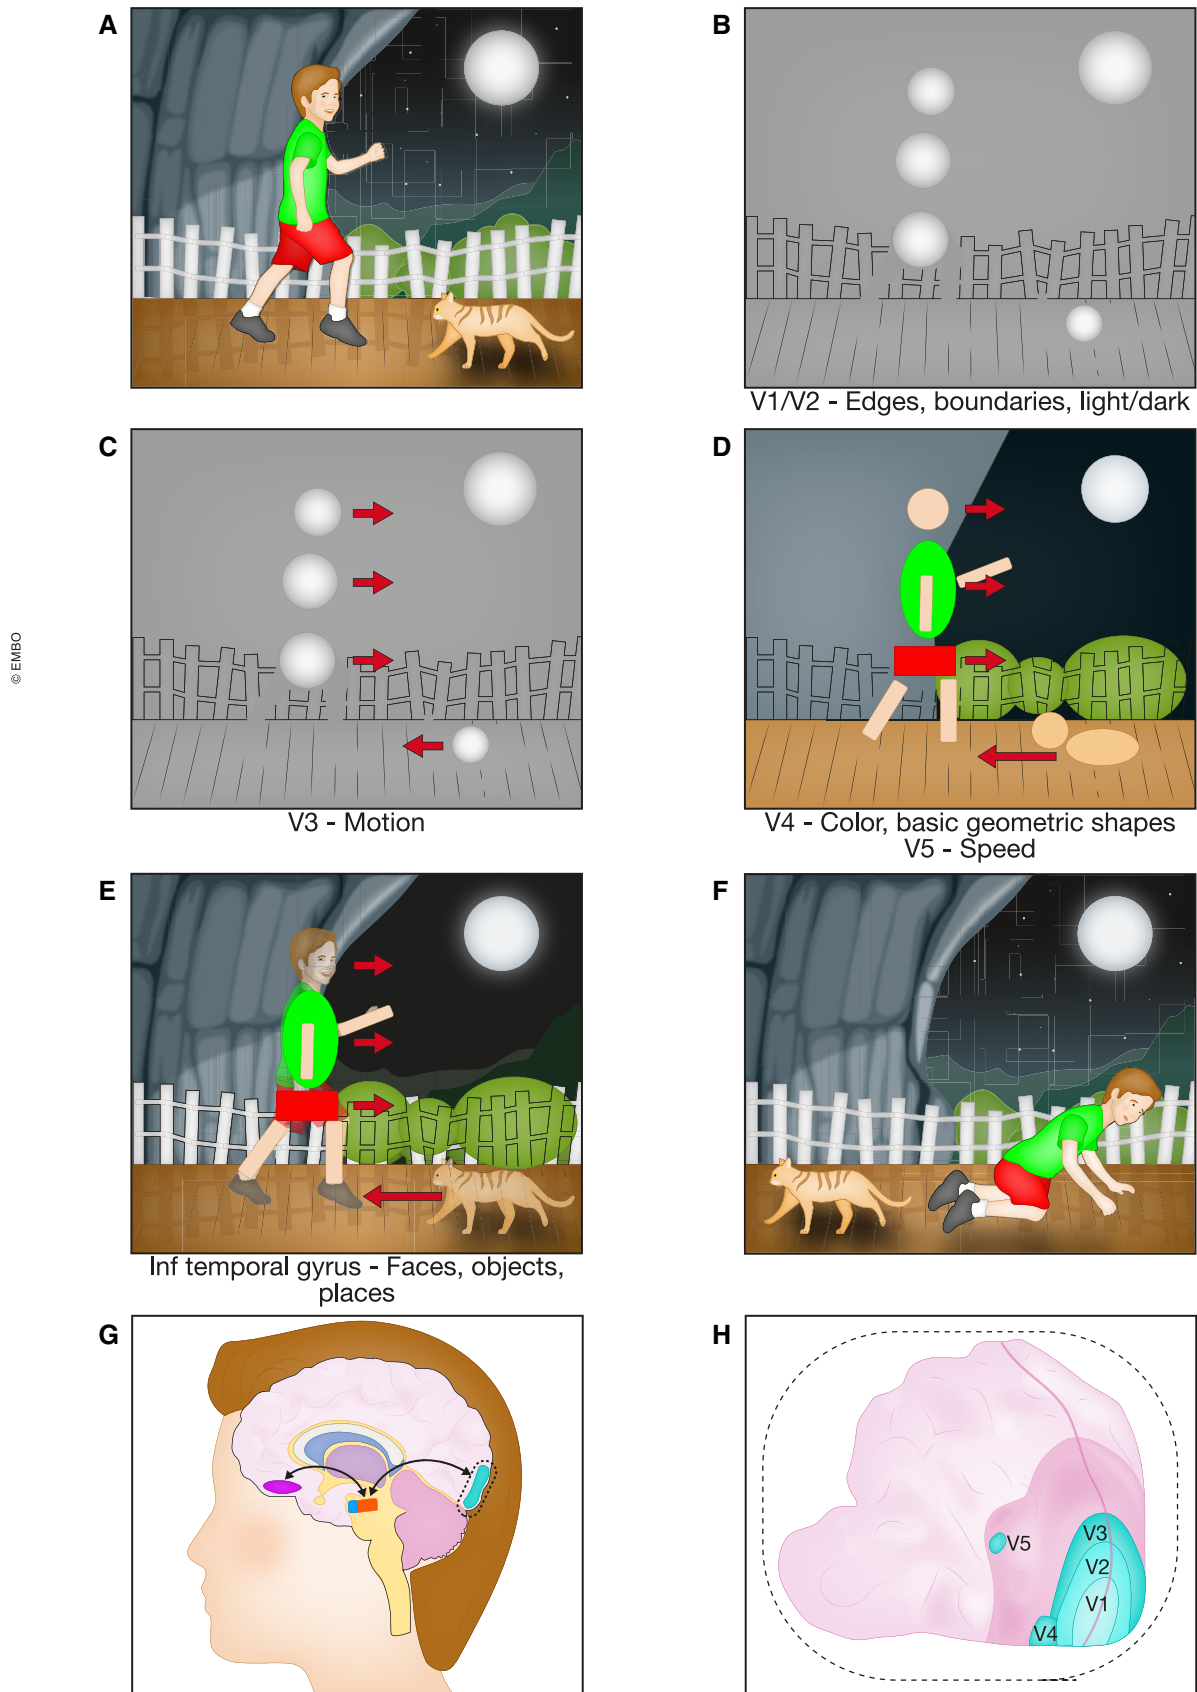 A
B
V1/V2 - Edges, boundaries, light/dark
C
D
© EMBO
V3 - Motion
V4 - Color, basic geometric shapes
V5 - Speed
E
F
Inf temporal gyrus - Faces, objects,
places
G
H
V5
V3
V2
V1
V4